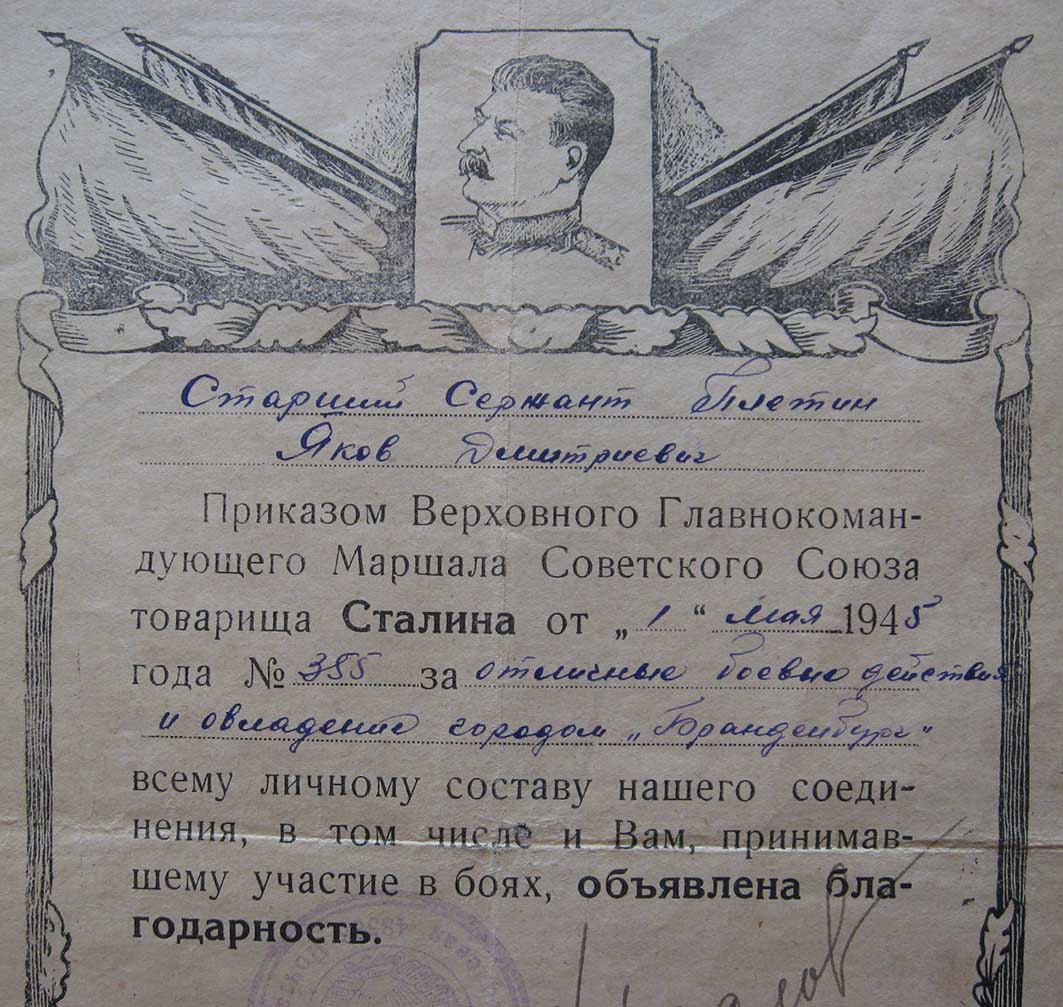 Старший Сержант Плетин
Яков Дмитриевич
Приказом Верховного Главнокоман-
дующего Маршала Советского Союза
товарища Сталина от „1“ Мая 1945
года № 355 за отличные боевые действия
и овладение городом „Бранденбург“
всему личному составу нашего соеди-
нения, в том числе и Вам, принимав-
шему участие в боях, объявлена бла-
годарность.